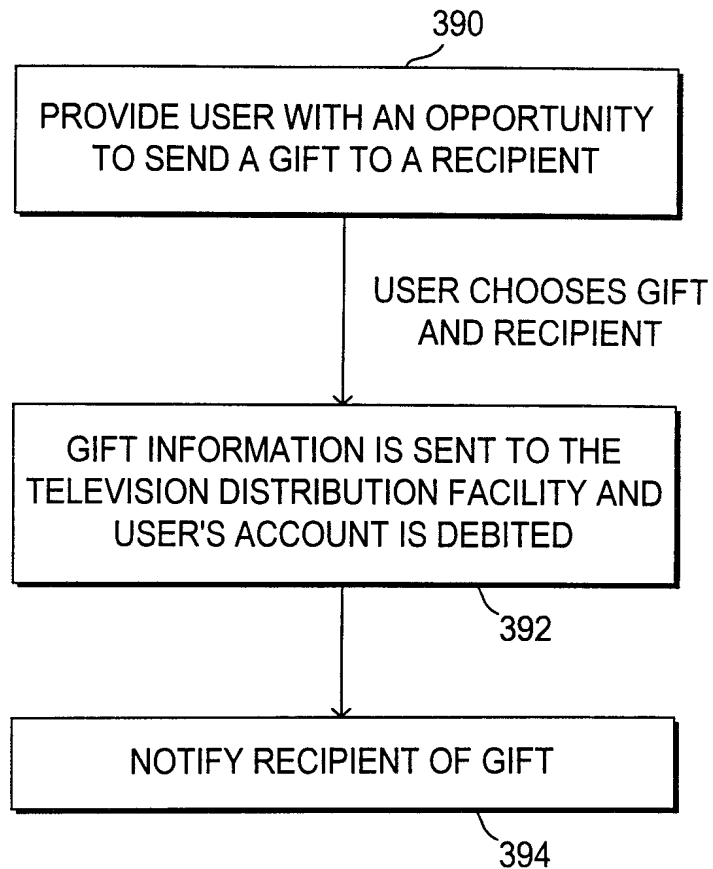 390
PROVIDE USER WITH AN OPPORTUNITY
TO SEND A GIFT TO A RECIPIENT
USER CHOOSES GIFT
AND RECIPIENT
GIFT INFORMATION IS SENT TO THE
TELEVISION DISTRIBUTION FACILITY AND
USER'S ACCOUNT IS DEBITED
392
NOTIFY RECIPIENT OF GIFT
394